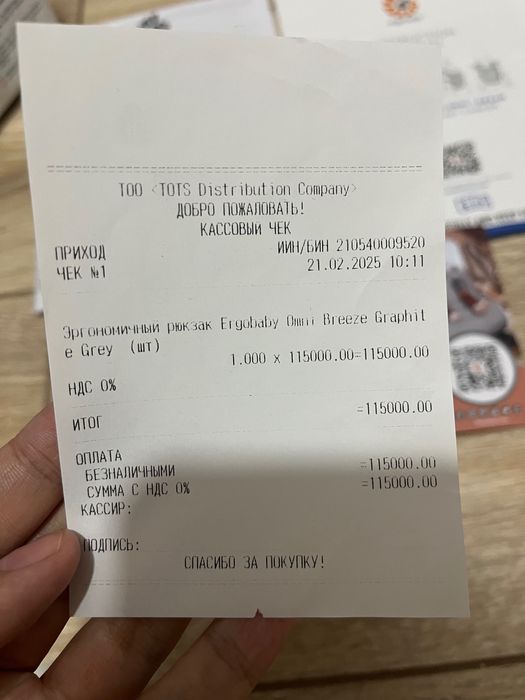 ТОО <TOTS Distribution Company>
ДОБРО ПОЖАЛОВАТЬ!
КАССОВЫЙ ЧЕК
ПРИХОД ИИН/БИН 210540009520
ЧЕК №1 21.02.2025 10:11
Эргономичный рюкзак Ergobaby Omni Breeze Graphit
e Grey (шт)
1.000 x 115000.00=115000.00
НДС 0%
ИТОГ =115000.00
ОПЛАТА
БЕЗНАЛИЧНЫМИ =115000.00
СУММА С НДС 0% =115000.00
КАССИР:
ПОДПИСЬ:
СПАСИБО ЗА ПОКУПКУ!